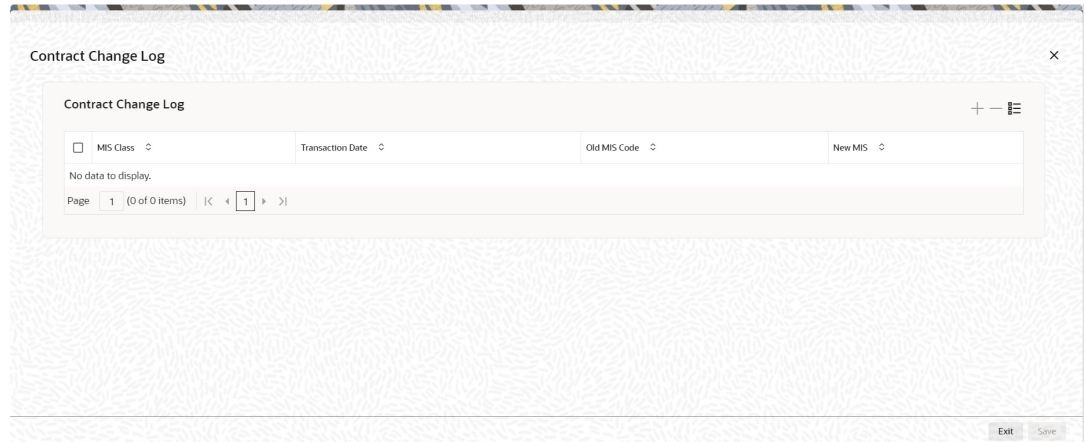 Contract Change Log
Contract Change Log
MIS Class Transaction Date Old MIS Code New MIS
No data to display.
Page 1 (0 of 0 items) 1
Exit Save